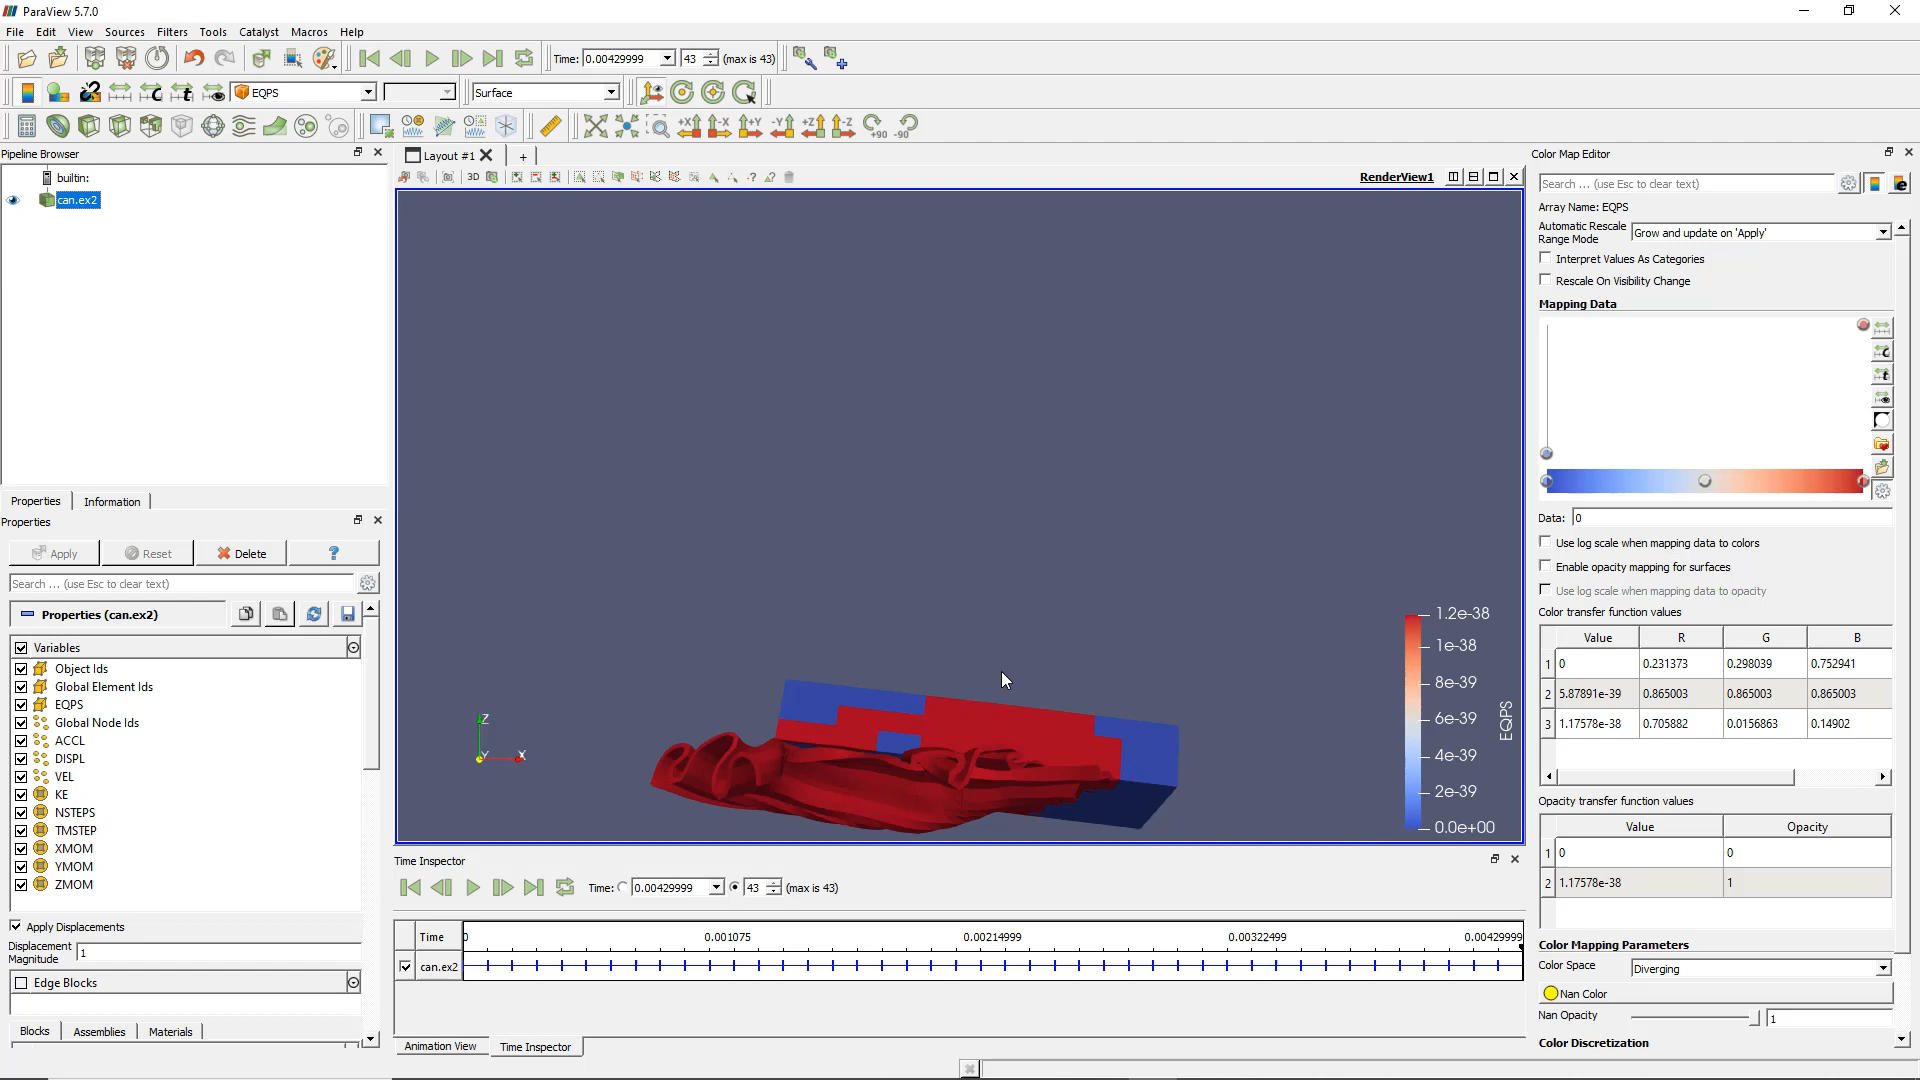 ParaView 5.7.0
File Edit View Sources Filters Tools Catalyst Macros Help
Time: 0.00429999 43 (max is 43)
EQPS Surface
+X -X +Y -Y +Z -Z +90 -90
Pipeline Browser
builtin:
can.ex2
Properties Information
Properties
Apply Reset Delete ?
Search ... (use Esc to clear text)
Properties (can.ex2)
Variables
Object Ids
Global Element Ids
EQPS
Global Node Ids
ACCL
DISPL
VEL
KE
NSTEPS
TMSTEP
XMOM
YMOM
ZMOM
Apply Displacements
Displacement
Magnitude
1
Edge Blocks
Blocks Assemblies Materials
Layout #1 +
3D
RenderView1
Z
Y X
1.2e-38
1e-38
8e-39
6e-39
4e-39
2e-39
0.0e+00
EQPS
Time Inspector
Time: 0.00429999 43 (max is 43)
Time 0 0.001075 0.00214999 0.00322499 0.00429999
can.ex2
Animation View Time Inspector
Color Map Editor
Search ... (use Esc to clear text)
Array Name: EQPS
Automatic Rescale
Range Mode
Grow and update on 'Apply'
Interpret Values As Categories
Rescale On Visibility Change
Mapping Data
Data: 0
Use log scale when mapping data to colors
Enable opacity mapping for surfaces
Use log scale when mapping data to opacity
Color transfer function values
Value R G B
1 0 0.231373 0.298039 0.752941
2 5.87891e-39 0.865003 0.865003 0.865003
3 1.17578e-38 0.705882 0.0156863 0.14902
Opacity transfer function values
Value Opacity
1 0 0
2 1.17578e-38 1
Color Mapping Parameters
Color Space Diverging
Nan Color
Nan Opacity 1
Color Discretization